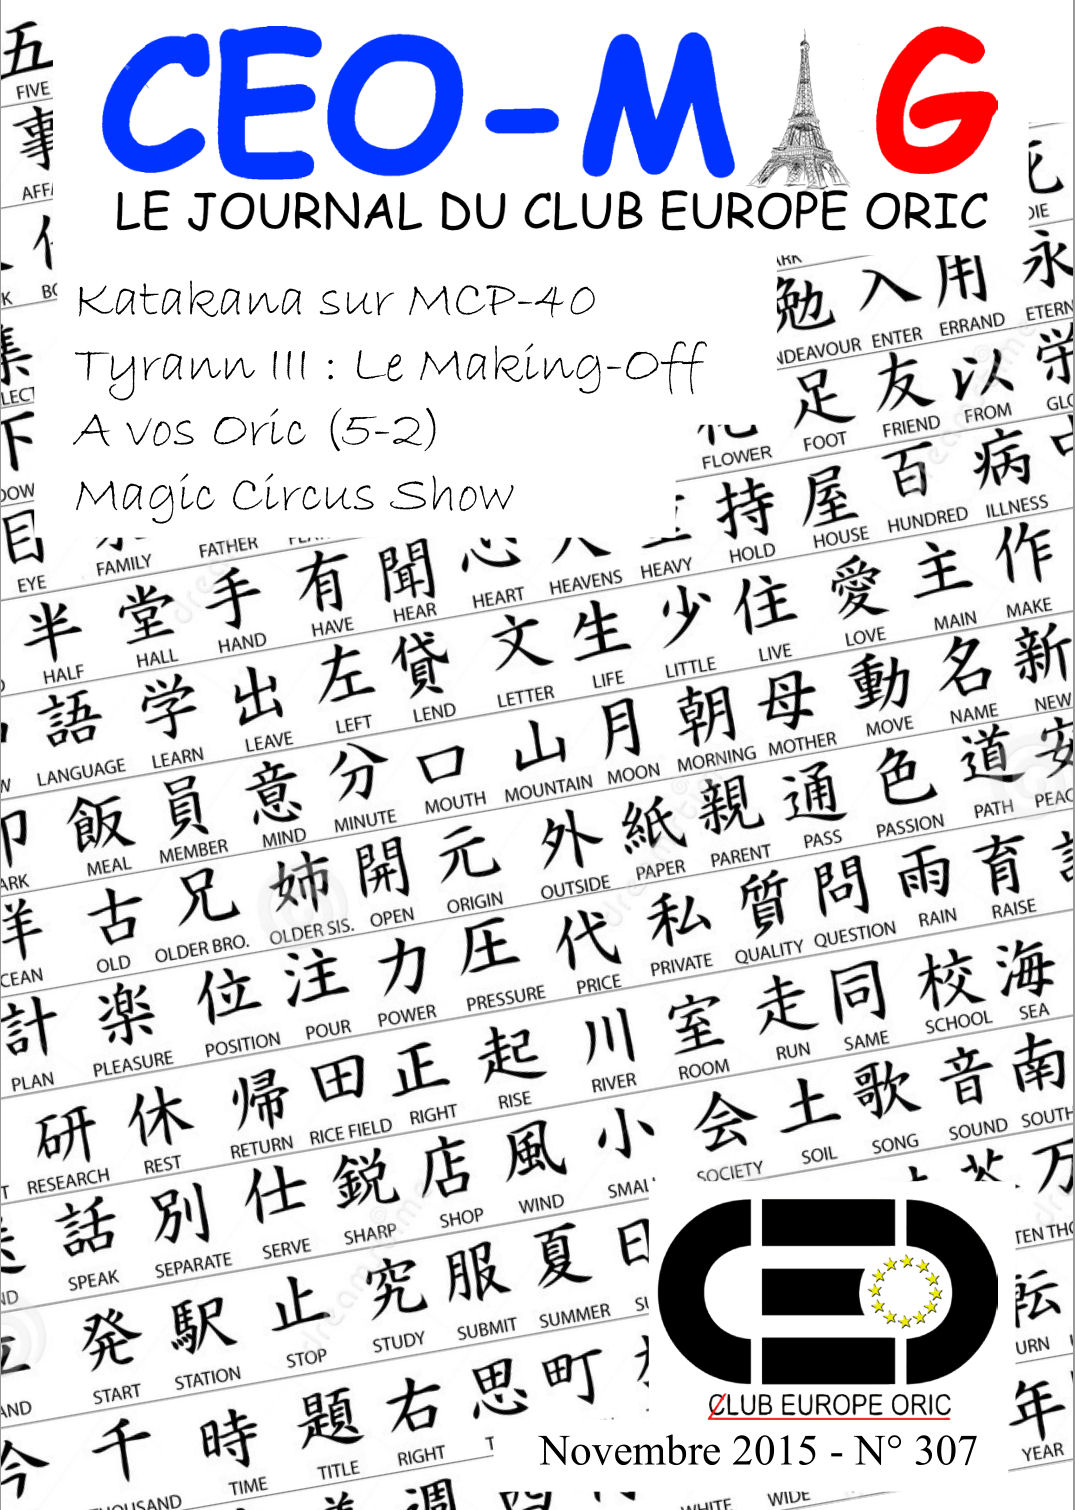 CEO-MAG
LE JOURNAL DU CLUB EUROPE ORIC
Katakana sur MCP-40
Tyrann III : Le Making-Off
A vos Oric (5-2)
Magic Circus Show
五
FIVE
事
死
DIE
勉 入 用 永
ENTER ERRAND
足 友 以
FLOWER FOOT FRIEND FROM
集
下
目 持 屋 百 病
EYE FAMILY FATHER
HEART HEAVENS HEAVY HOLD HOUSE HUNDRED ILLNESS
半 堂 手 有 聞
HALF HALL HAND HAVE HEAR
文 生 少 住 愛 主 作
LETTER LIFE LITTLE LIVE LOVE MAIN MAKE
語 学 出 左 貸
LANGUAGE LEARN LEAVE LEFT LEND
山 月 朝 母 動 名 新
MOUNTAIN MOON MORNING MOTHER MOVE NAME NEW
飯 員 意 分 口
MEAL MEMBER MIND MINUTE MOUTH
外 紙 親 通 色 道 安
OUTSIDE PAPER PARENT PASS PASSION PATH
洋 古 兄 姉 開 元
OLD OLDER BRO. OLDER SIS. OPEN ORIGIN
代 私 質 問 雨 育
PRICE PRIVATE QUALITY QUESTION RAIN RAISE
計 楽 位 注 力 圧
PLAN PLEASURE POSITION POUR POWER PRESSURE
川 室 走 同 校 海
RIVER ROOM RUN SAME SCHOOL SEA
研 休 帰 田 正 起
RESEARCH REST RETURN RICE FIELD RIGHT RISE
小 会 土 歌 音 南
SOCIETY SOIL SONG SOUND SOUTH
話 別 仕 鋭 店 風
SPEAK SEPARATE SERVE SHARP SHOP WIND
万
発 駅 止 究 服 夏
START STATION STOP STUDY SUBMIT SUMMER
転
今 千 時 題 右 思 町
TIME TITLE RIGHT
年
YEAR
週
WHITE WIDE
CEO
CLUB EUROPE ORIC
Novembre 2015 - N° 307